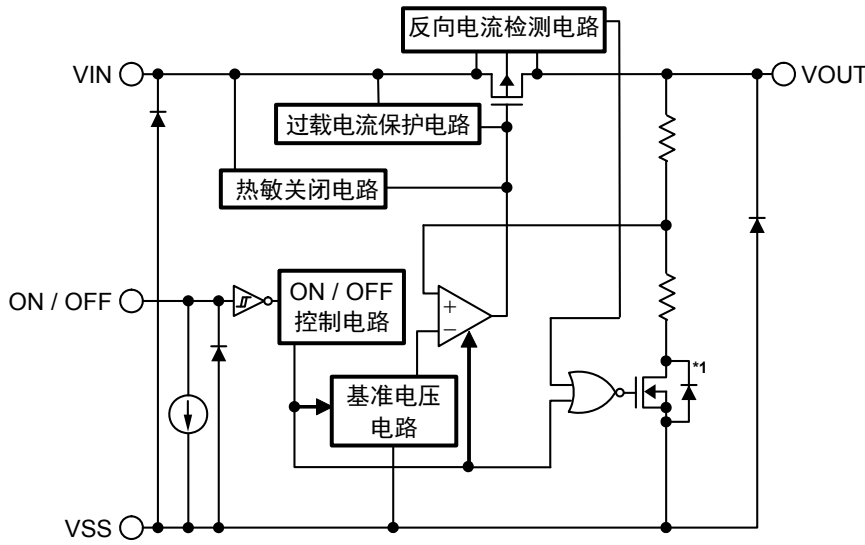 反向电流检测电路
VIN
VOUT
过载电流保护电路
热敏关闭电路
ON / OFF
ON / OFF
控制电路
+
−
*1
基准电压
电路
VSS